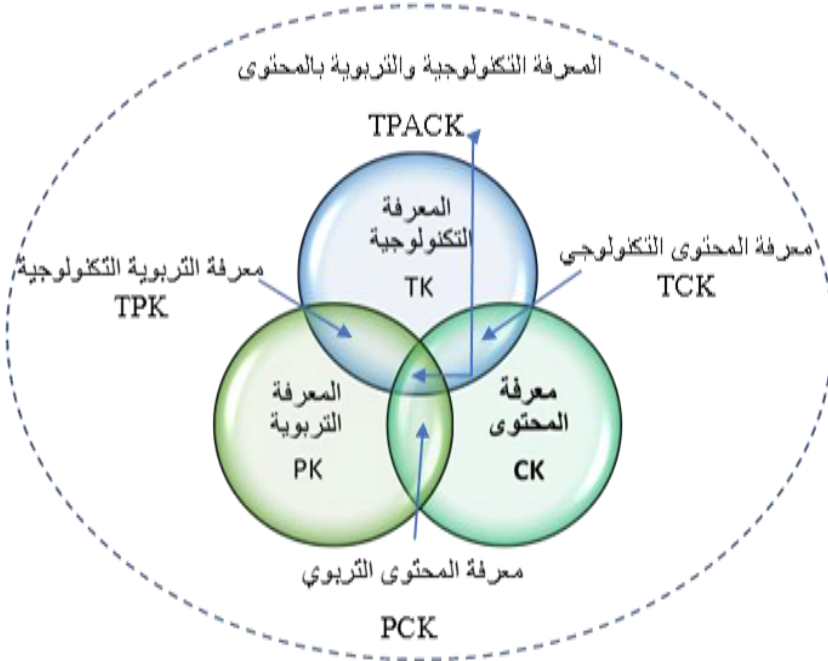 المعرفة التكنولوجية والتربوية بالمحتوى
TPACK
المعرفة
التكنولوجية
TK
معرفة المحتوى التكنولوجي
TCK
معرفة التربوية التكنولوجية
TPK
معرفة
المحتوى
CK
المعرفة
التربوية
PK
معرفة المحتوى التربوي
PCK